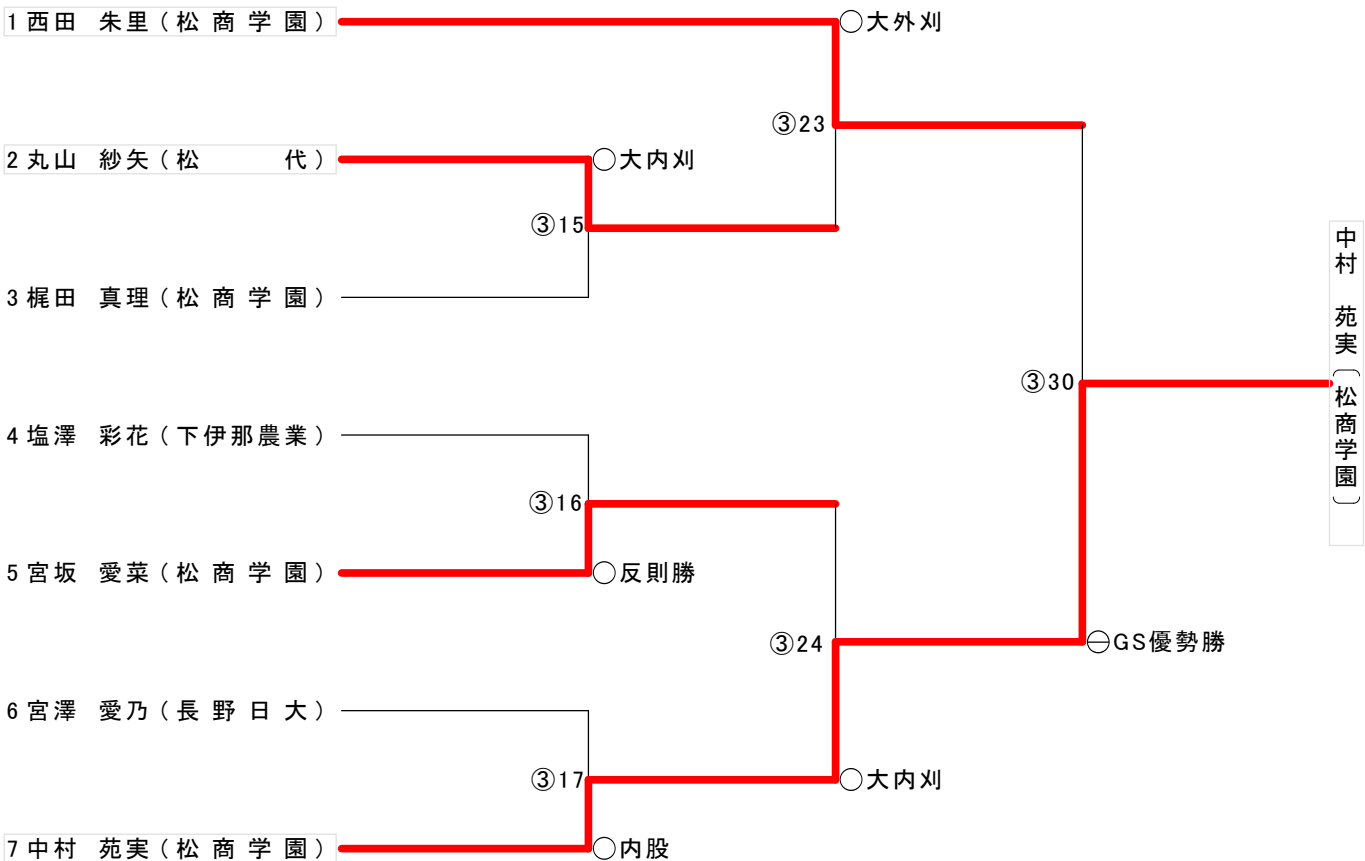 1 西田 朱里 (松 商 学 園)
○大外刈
③23
2 丸山 紗矢 (松 代)
○大内刈
③15
3 梶田 真理 (松 商 学 園)
中村 苑実 (松商学園)
③30
4 塩澤 彩花 (下伊那農業)
③16
5 宮坂 愛菜 (松 商 学 園)
○反則勝
③24
⊖GS優勢勝
6 宮澤 愛乃 (長 野 日 大)
③17
○大内刈
7 中村 苑実 (松 商 学 園)
○内股